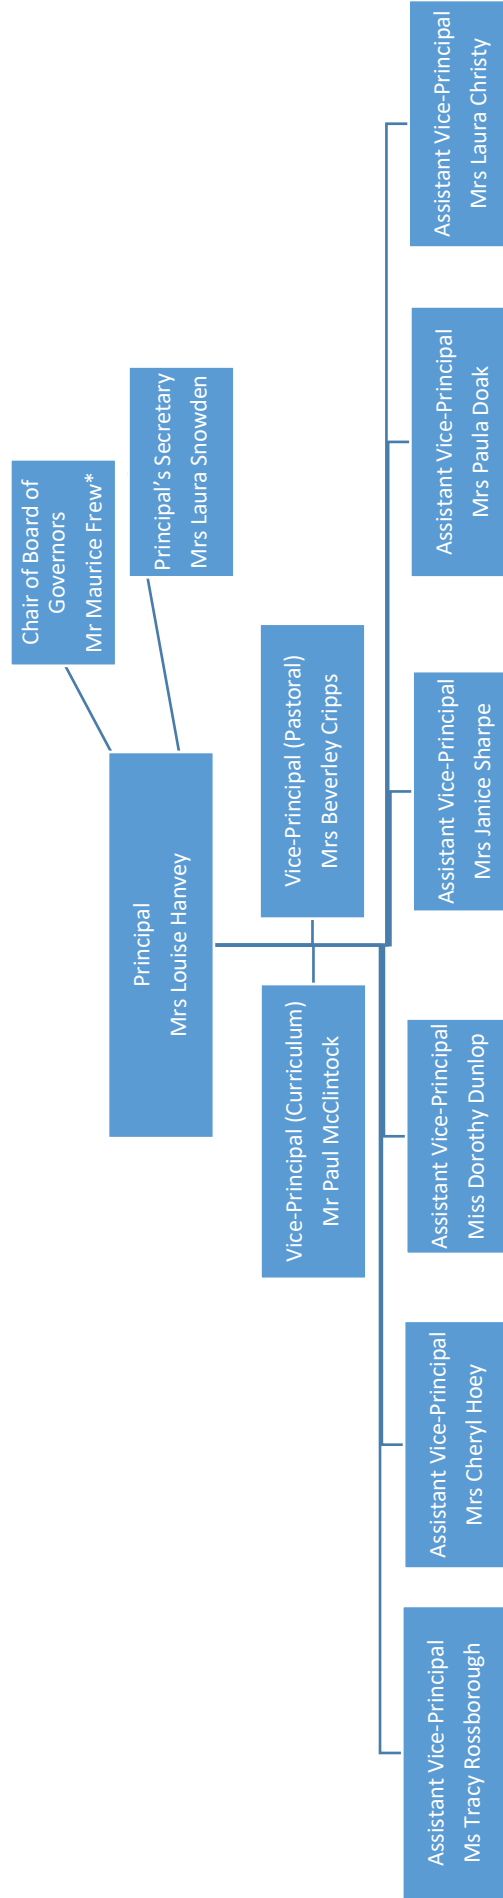 Chair of Board of
Governors
Mr Maurice Frew*
Principal
Mrs Louise Hanvey
Principal’s Secretary
Mrs Laura Snowden
Vice-Principal (Curriculum)
Mr Paul McClintock
Vice-Principal (Pastoral)
Mrs Beverley Cripps
Assistant Vice-Principal
Ms Tracy Rossborough
Assistant Vice-Principal
Mrs Cheryl Hoey
Assistant Vice-Principal
Miss Dorothy Dunlop
Assistant Vice-Principal
Mrs Janice Sharpe
Assistant Vice-Principal
Mrs Paula Doak
Assistant Vice-Principal
Mrs Laura Christy